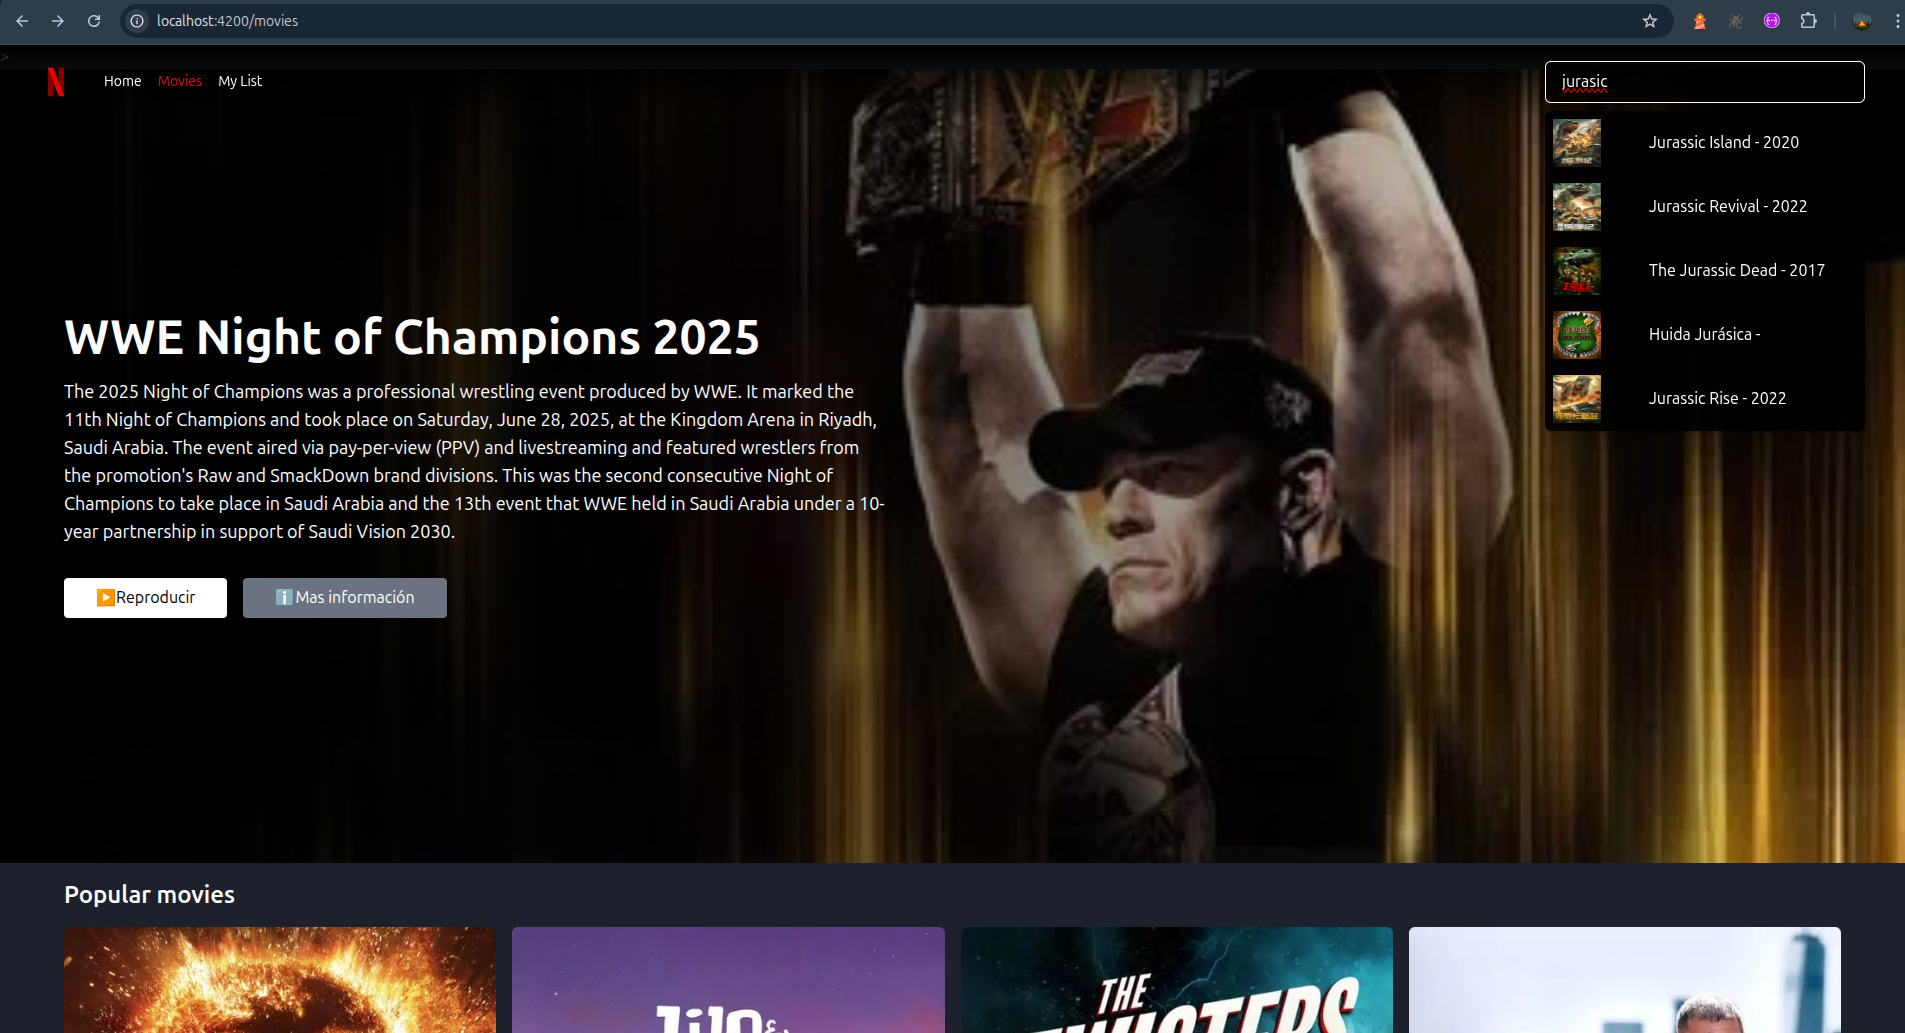 localhost:4200/movies
>
N
Home Movies My List
jurasic
Jurassic Island - 2020
Jurassic Revival - 2022
The Jurassic Dead - 2017
Huida Jurásica -
Jurassic Rise - 2022
WWE Night of Champions 2025
The 2025 Night of Champions was a professional wrestling event produced by WWE. It marked the
11th Night of Champions and took place on Saturday, June 28, 2025, at the Kingdom Arena in Riyadh,
Saudi Arabia. The event aired via pay-per-view (PPV) and livestreaming and featured wrestlers from
the promotion's Raw and SmackDown brand divisions. This was the second consecutive Night of
Champions to take place in Saudi Arabia and the 13th event that WWE held in Saudi Arabia under a 10-
year partnership in support of Saudi Vision 2030.
Reproducir
Mas información
Popular movies
THE